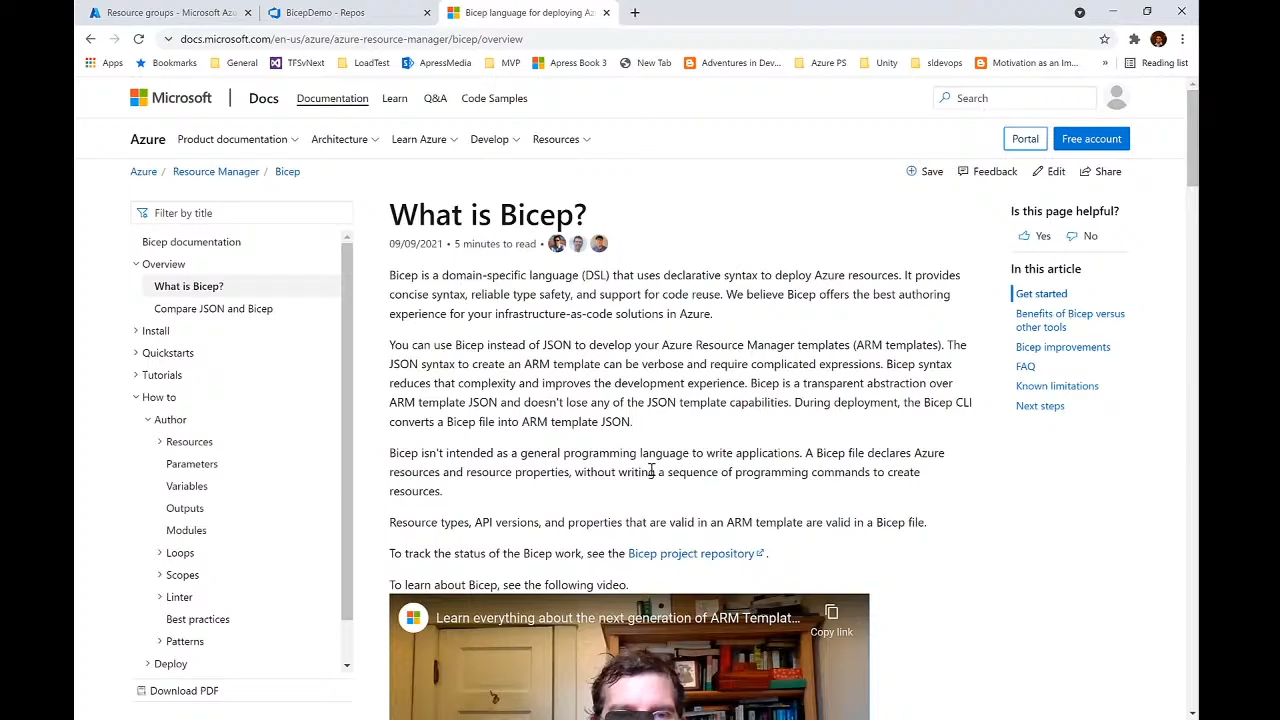 Resource groups - Microsoft Azu
BicepDemo - Repos
Bicep language for deploying Az
docs.microsoft.com/en-us/azure/azure-resource-manager/bicep/overview
Apps
Bookmarks
General
TFSvNext
LoadTest
ApressMedia
MVP
Apress Book 3
New Tab
Adventures in Dev...
Azure PS
Unity
sldevops
Motivation as an Im...
»
Reading list
Microsoft
Docs
Documentation
Learn
Q&A
Code Samples
Search
Azure
Product documentation
Architecture
Learn Azure
Develop
Resources
Portal
Free account
Azure / Resource Manager / Bicep
Save
Feedback
Edit
Share
Filter by title
Bicep documentation
Overview
What is Bicep?
Compare JSON and Bicep
Install
Quickstarts
Tutorials
How to
Author
Resources
Parameters
Variables
Outputs
Modules
Loops
Scopes
Linter
Best practices
Patterns
Deploy
Download PDF
What is Bicep?
09/09/2021 • 5 minutes to read •
Bicep is a domain-specific language (DSL) that uses declarative syntax to deploy Azure resources. It provides
concise syntax, reliable type safety, and support for code reuse. We believe Bicep offers the best authoring
experience for your infrastructure-as-code solutions in Azure.
You can use Bicep instead of JSON to develop your Azure Resource Manager templates (ARM templates). The
JSON syntax to create an ARM template can be verbose and require complicated expressions. Bicep syntax
reduces that complexity and improves the development experience. Bicep is a transparent abstraction over
ARM template JSON and doesn't lose any of the JSON template capabilities. During deployment, the Bicep CLI
converts a Bicep file into ARM template JSON.
Bicep isn't intended as a general programming language to write applications. A Bicep file declares Azure
resources and resource properties, without writing a sequence of programming commands to create
resources.
Resource types, API versions, and properties that are valid in an ARM template are valid in a Bicep file.
To track the status of the Bicep work, see the Bicep project repository .
To learn about Bicep, see the following video.
Learn everything about the next generation of ARM Templat...
Copy link
Is this page helpful?
Yes
No
In this article
Get started
Benefits of Bicep versus
other tools
Bicep improvements
FAQ
Known limitations
Next steps